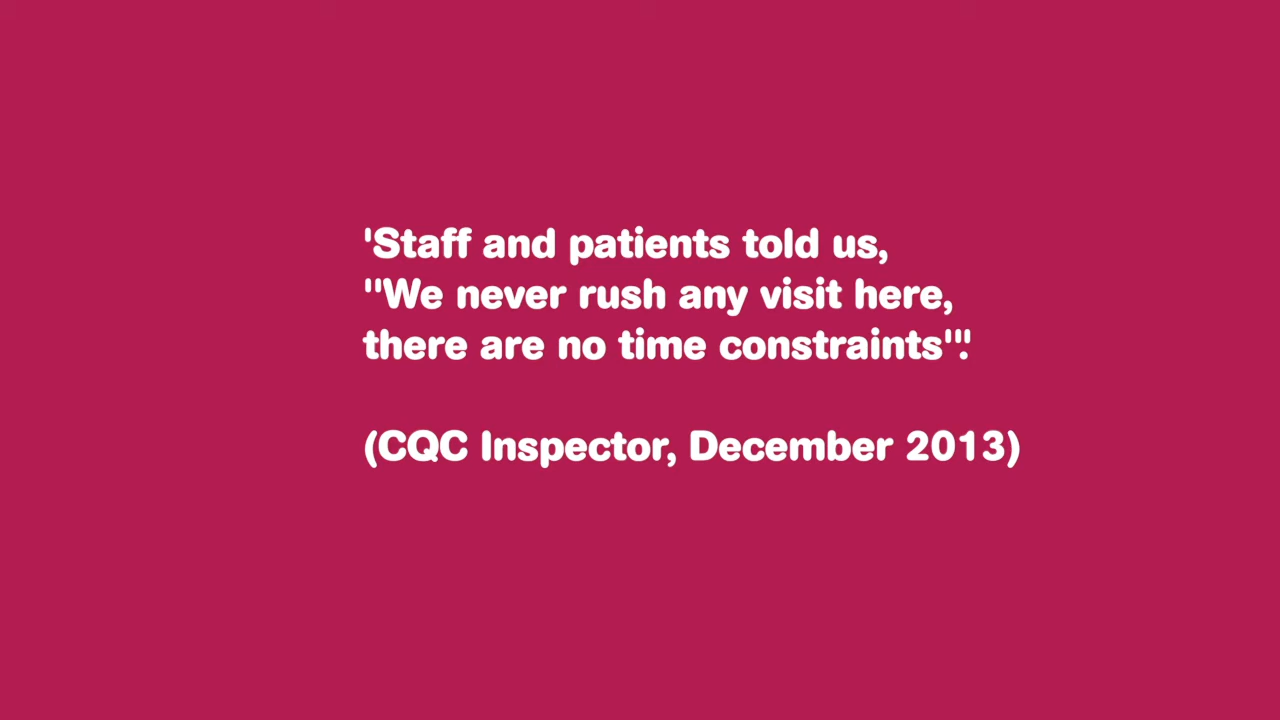 'Staff and patients told us,
"We never rush any visit here,
there are no time constraints"'.
(CQC Inspector, December 2013)